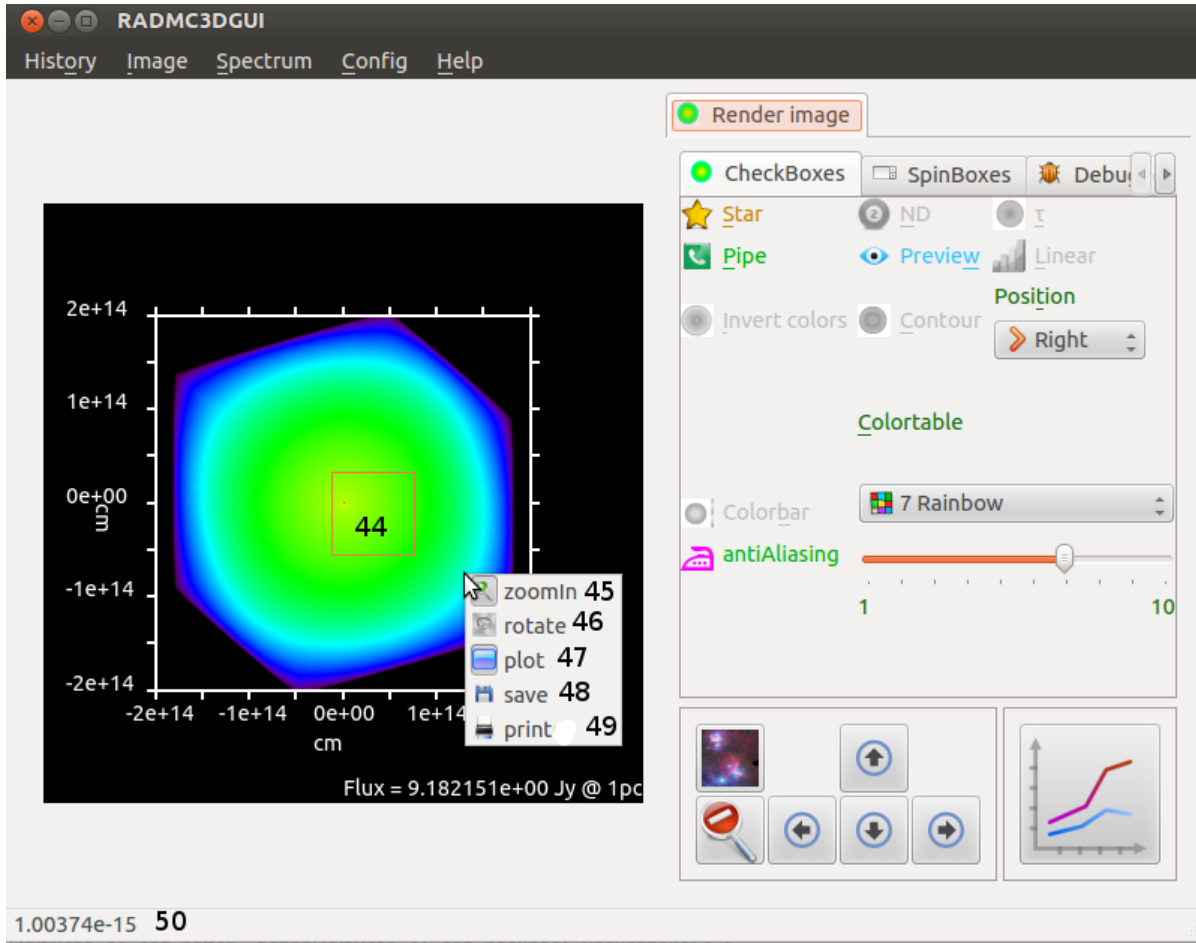 RADMC3DGUI
History Image Spectrum Config Help
Render image
CheckBoxes SpinBoxes
Star ND τ
Pipe Preview Linear
Position
Invert colors Contour
Right
Colortable
Colorbar 7 Rainbow
antiAliasing
1 10
2e+14
1e+14
0e+00
cm
-1e+14
-2e+14
44
-2e+14 -1e+14 0e+00
cm
zoomIn 45
rotate 46
plot 47
save 48
print 49
Flux = 9.182151e+00 Jy @ 1pc
1.00374e-15 50